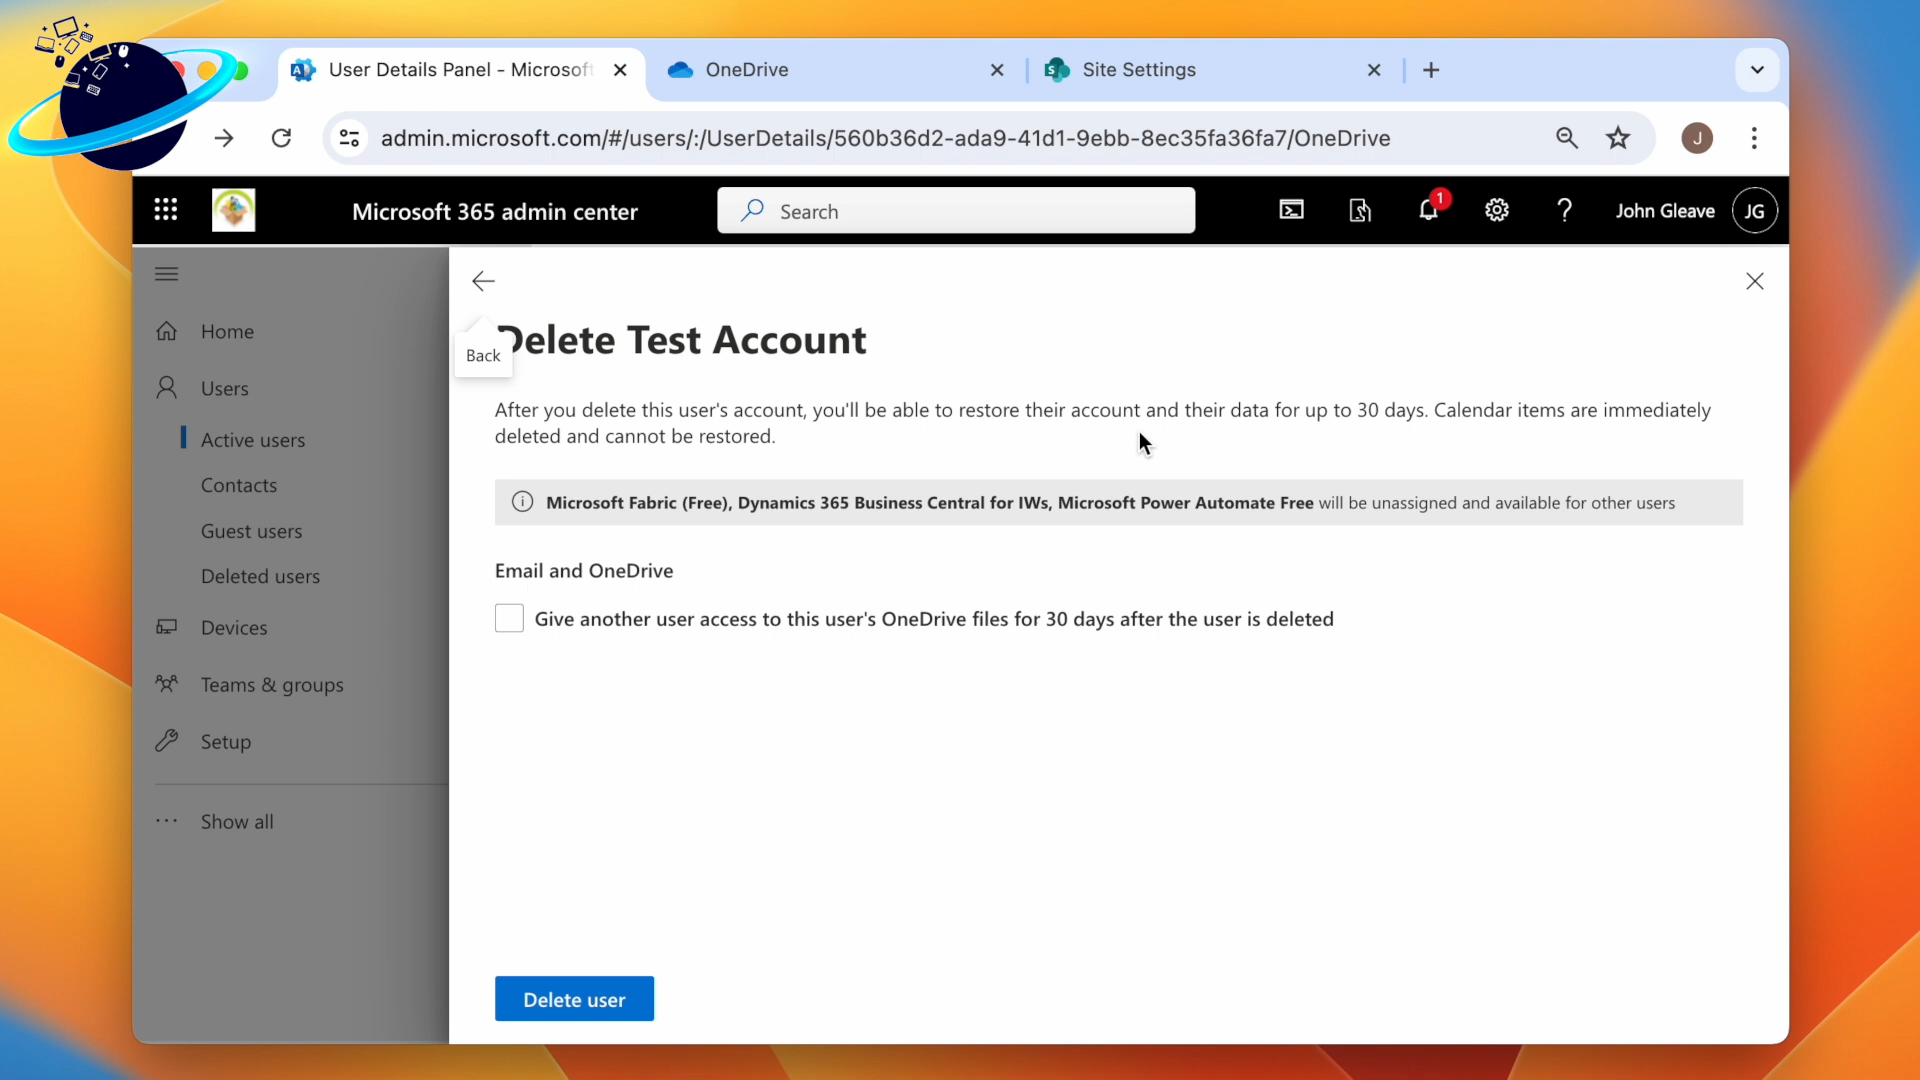 User Details Panel - Microsoft
OneDrive
Site Settings
admin.microsoft.com/#/users/:/UserDetails/560b36d2-ada9-41d1-9ebb-8ec35fa36fa7/OneDrive
J
Microsoft 365 admin center
Search
1
John Gleave
JG
Home
Users
Active users
Contacts
Guest users
Deleted users
Devices
Teams & groups
Setup
Show all
Back
Delete Test Account
After you delete this user's account, you'll be able to restore their account and their data for up to 30 days. Calendar items are immediately
deleted and cannot be restored.
Microsoft Fabric (Free), Dynamics 365 Business Central for IWs, Microsoft Power Automate Free will be unassigned and available for other users
Email and OneDrive
Give another user access to this user's OneDrive files for 30 days after the user is deleted
Delete user